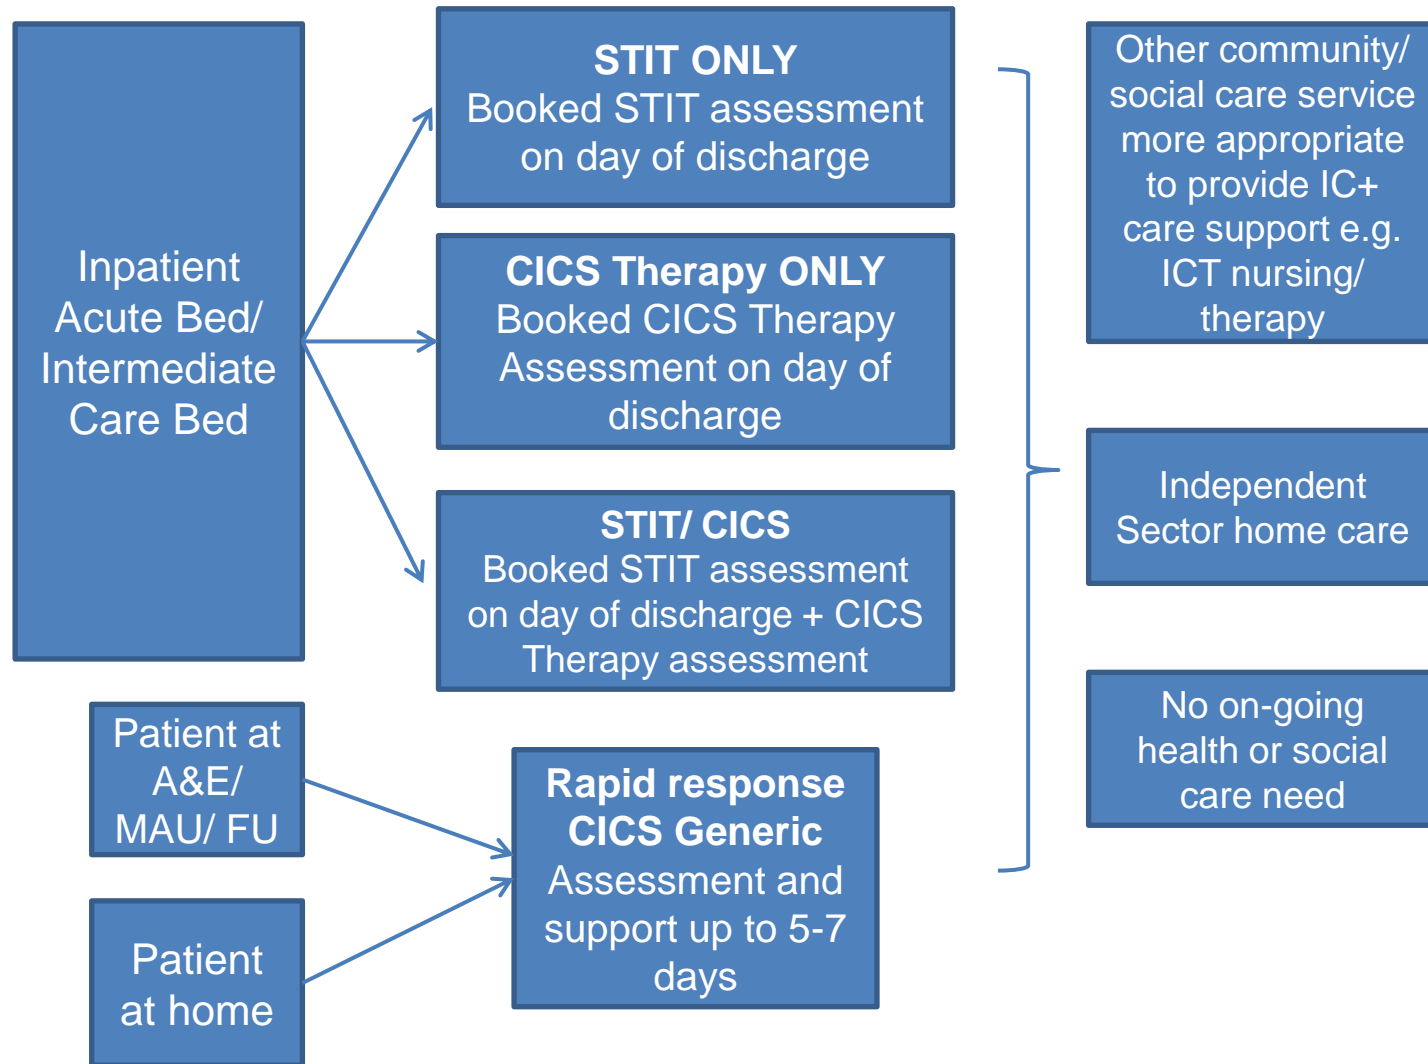 Inpatient
Acute Bed/
Intermediate
Care Bed
Patient at
A&E/
MAU/ FU
Patient
at home
STIT ONLY
Booked STIT assessment
on day of discharge
CICS Therapy ONLY
Booked CICS Therapy
Assessment on day of
discharge
STIT/ CICS
Booked STIT assessment
on day of discharge + CICS
Therapy assessment
Rapid response
CICS Generic
Assessment and
support up to 5-7
days
Other community/
social care service
more appropriate
to provide IC+
care support e.g.
ICT nursing/
therapy
Independent
Sector home care
No on-going
health or social
care need